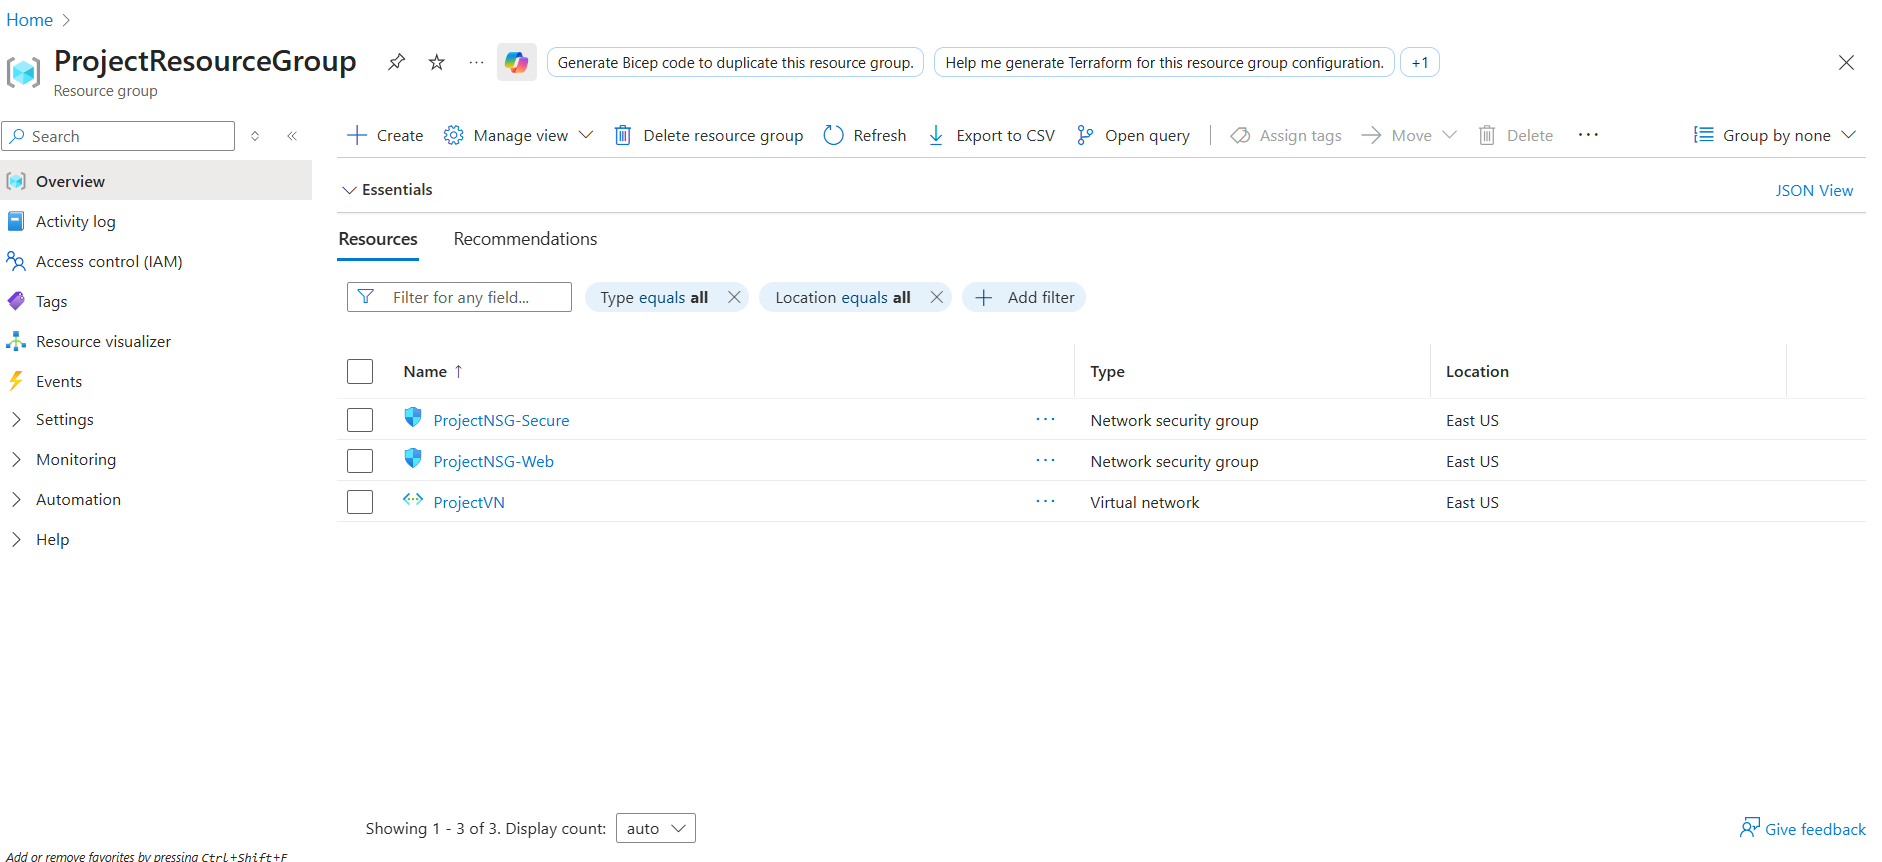 Home
ProjectResourceGroup
Resource group
Generate Bicep code to duplicate this resource group.
Help me generate Terraform for this resource group configuration.
+1
Search
Overview
Activity log
Access control (IAM)
Tags
Resource visualizer
Events
Settings
Monitoring
Automation
Help
Create
Manage view
Delete resource group
Refresh
Export to CSV
Open query
Assign tags
Move
Delete
Group by none
Essentials
JSON View
Resources
Recommendations
Filter for any field...
Type equals all
Location equals all
Add filter
Name ↑
Type
Location
ProjectNSG-Secure
Network security group
East US
ProjectNSG-Web
Network security group
East US
ProjectVN
Virtual network
East US
Showing 1 - 3 of 3. Display count:
auto
Give feedback
Add or remove favorites by pressing Ctrl+Shift+F